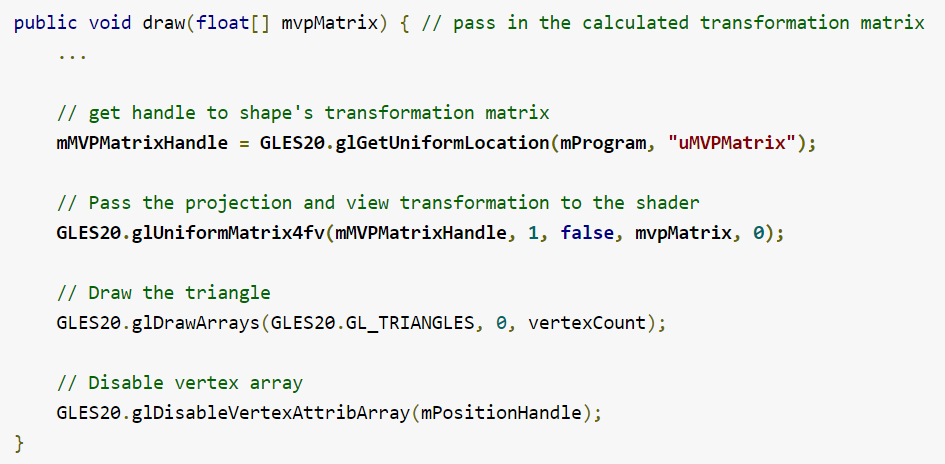 public void draw(float[] mvpMatrix) { // pass in the calculated transformation matrix
    ...
    // get handle to shape's transformation matrix
    mMVPMatrixHandle = GLES20.glGetUniformLocation(mProgram, "uMVPMatrix");
    // Pass the projection and view transformation to the shader
    GLES20.glUniformMatrix4fv(mMVPMatrixHandle, 1, false, mvpMatrix, 0);
    // Draw the triangle
    GLES20.glDrawArrays(GLES20.GL_TRIANGLES, 0, vertexCount);
    // Disable vertex array
    GLES20.glDisableVertexAttribArray(mPositionHandle);
}